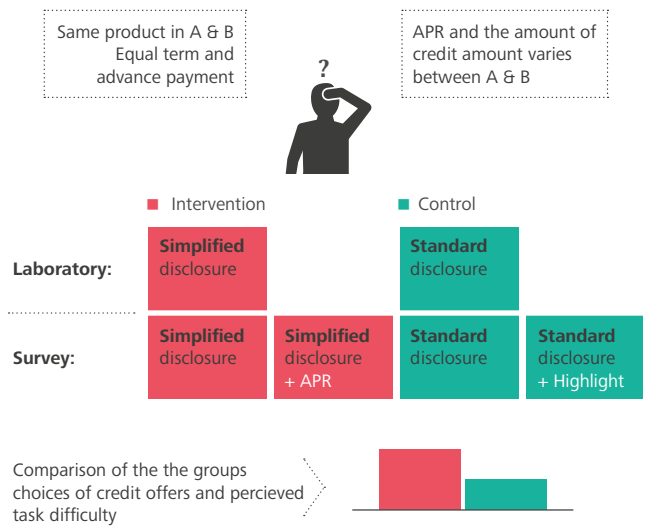 Same product in A & B
Equal term and
advance payment
APR and the amount of
credit amount varies
between A & B
?
Intervention
Control
Laboratory:
Simplified
disclosure
Standard
disclosure
Survey:
Simplified
disclosure
Simplified
disclosure
+ APR
Standard
disclosure
Standard
disclosure
+ Highlight
Comparison of the the groups
choices of credit offers and percieved
task difficulty